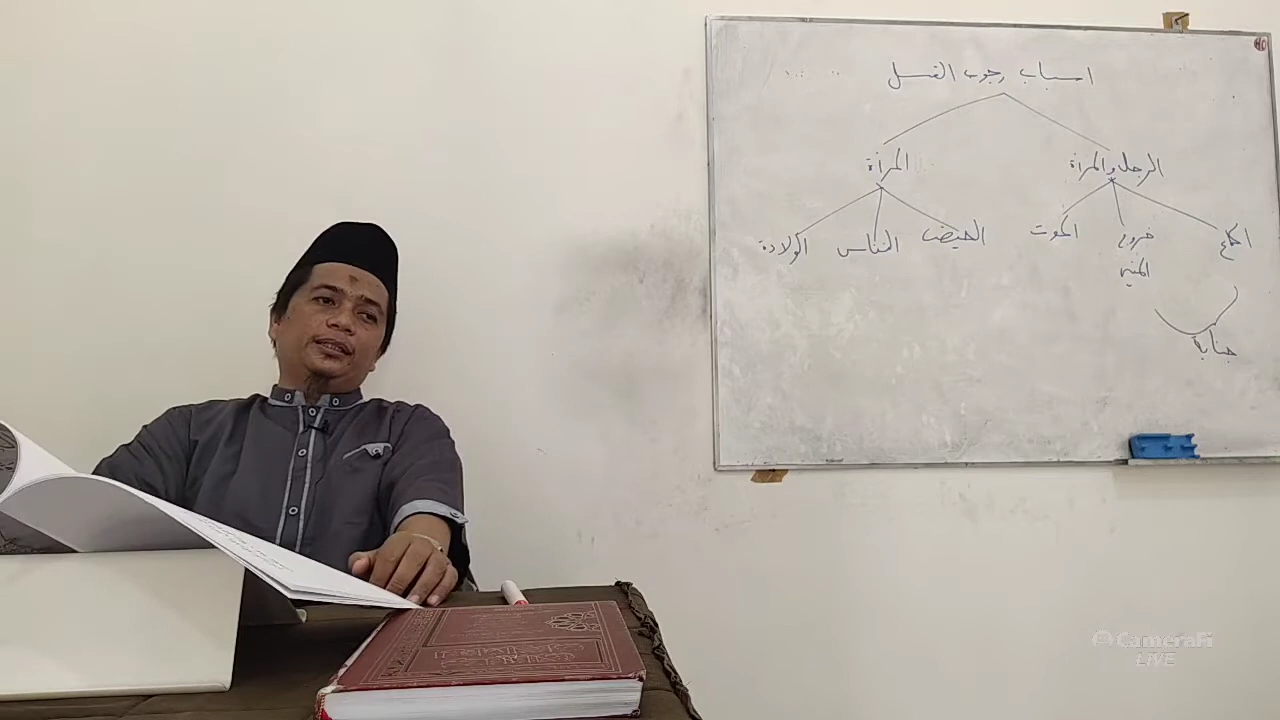 اسباب وجوب الغسل
الرجل والمرأة
المرأة
الجماع
خروج
المني
الموت
الحيض
النفاس
الولادة
جنابة
CameraFi
LIVE